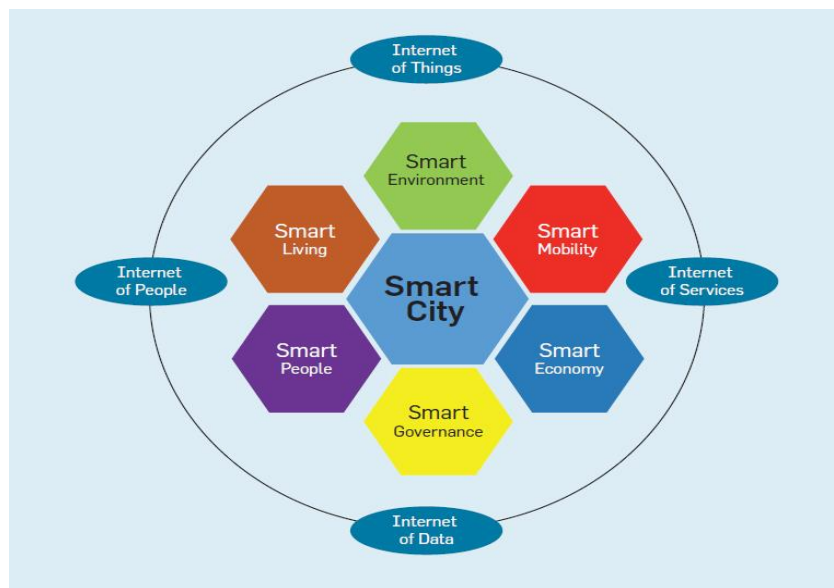 Internet
of Things
Smart
Environment
Smart
Living
Smart
Mobility
Internet
of People
Smart
City
Internet
of Services
Smart
People
Smart
Economy
Smart
Governance
Internet
of Data